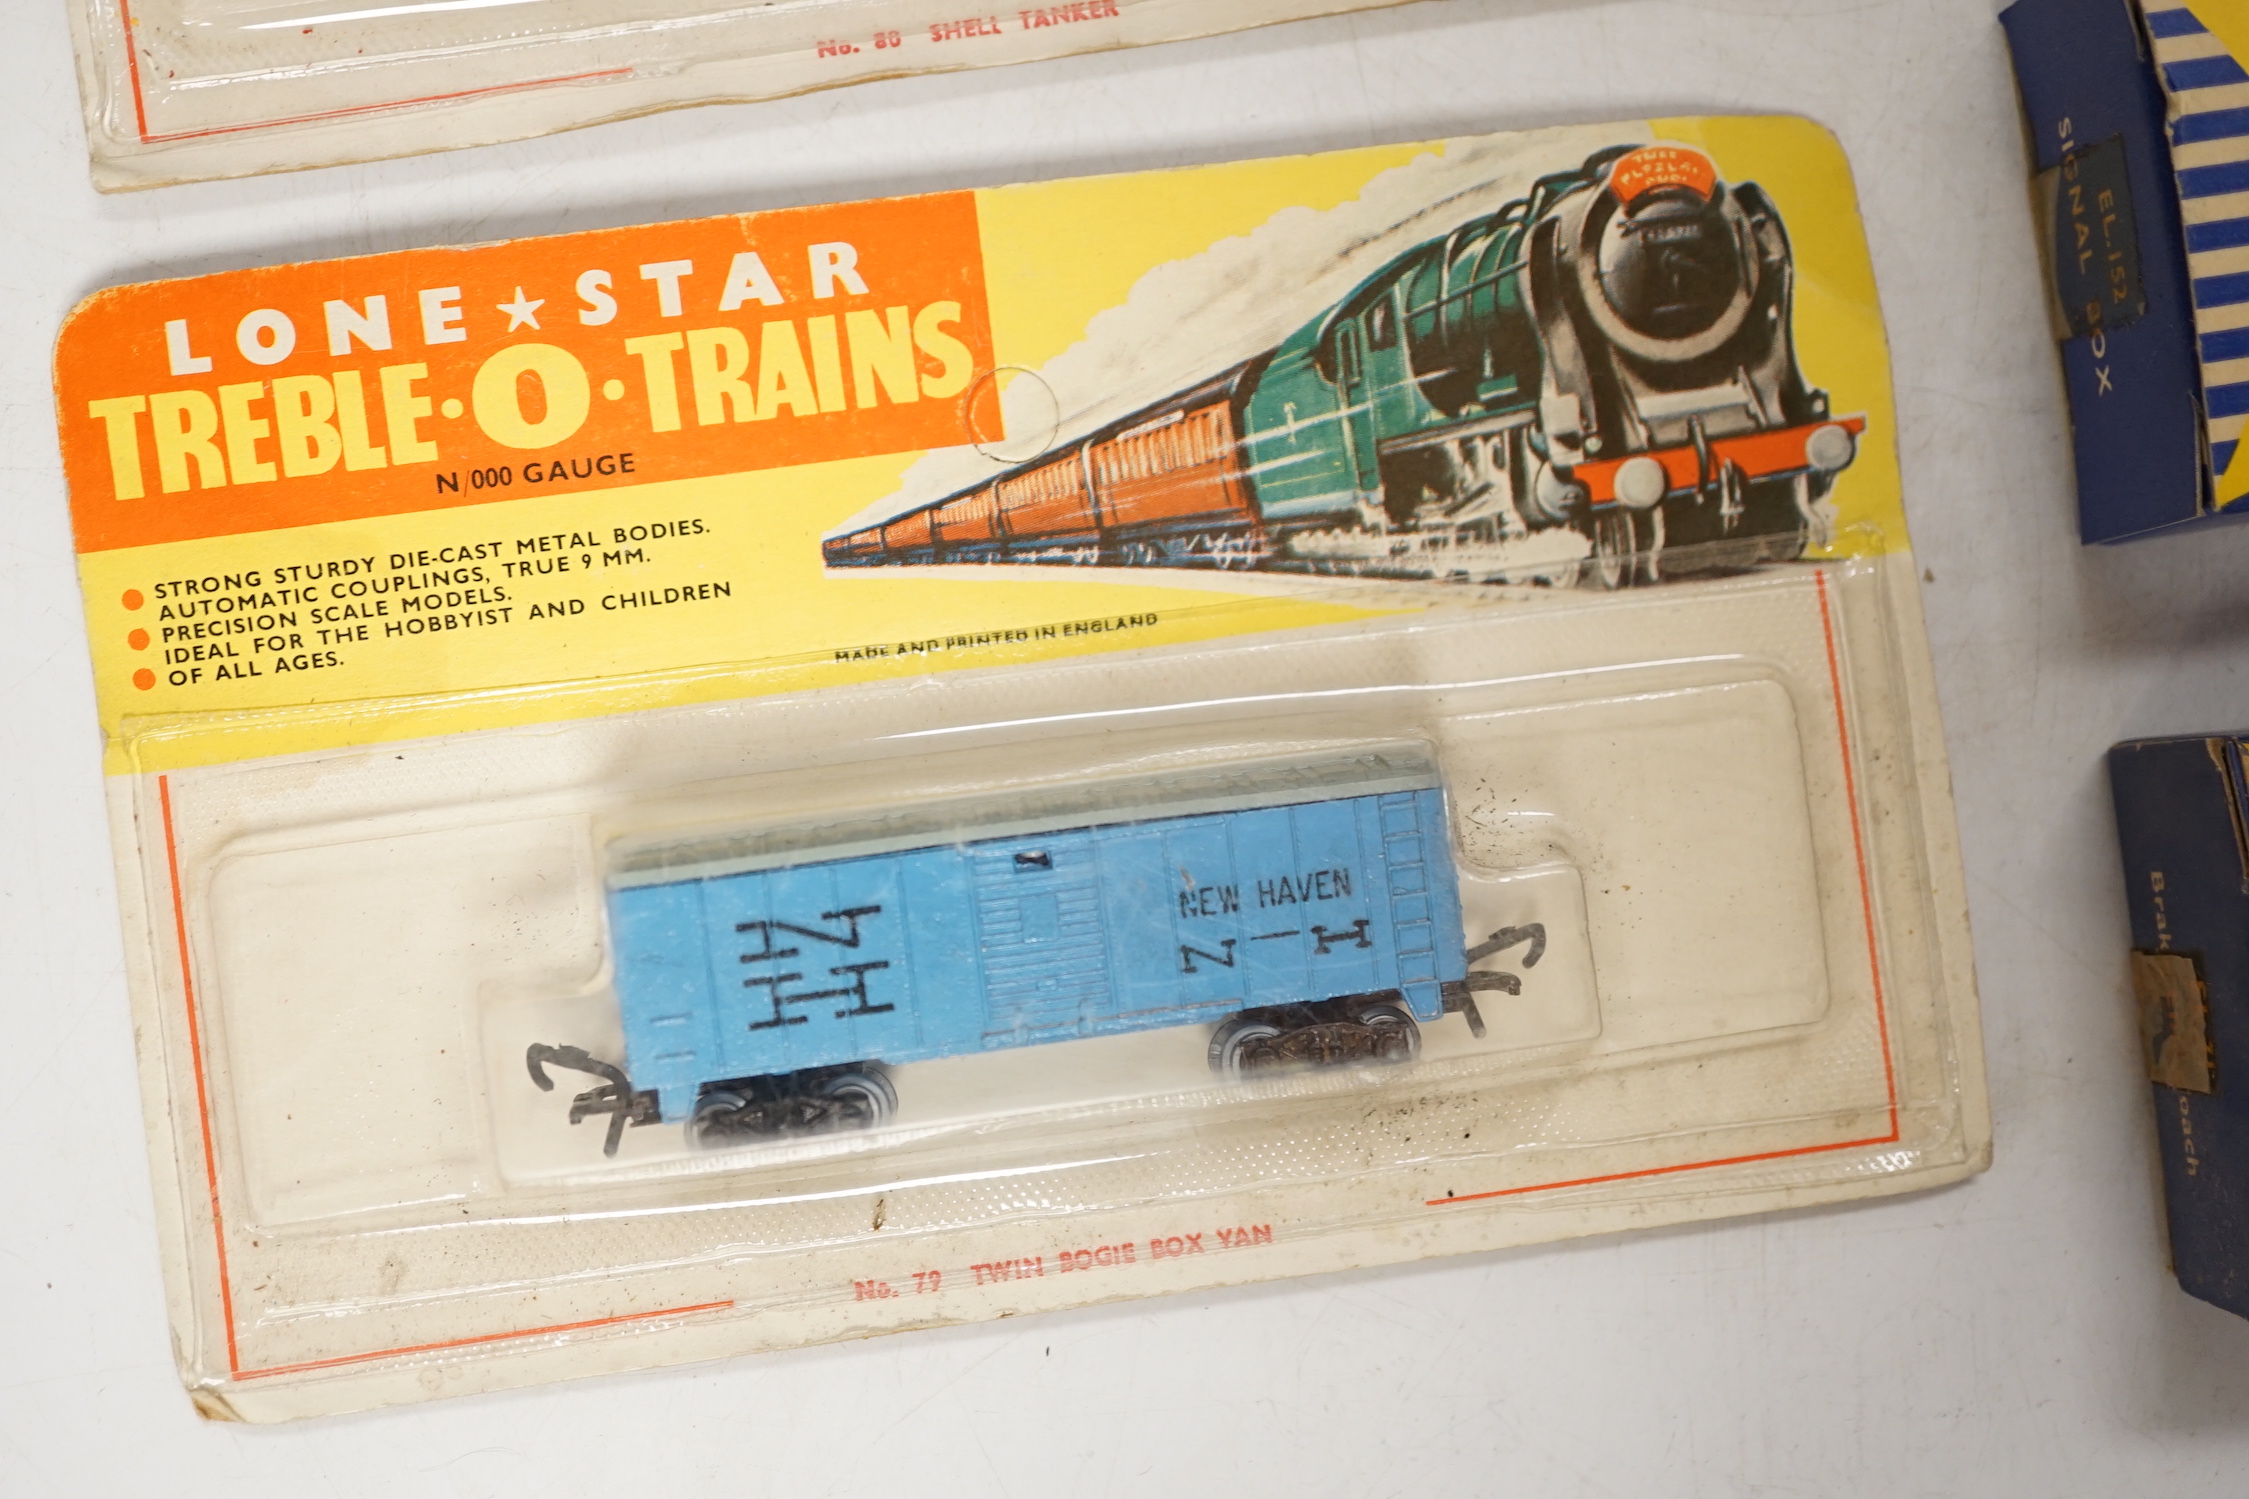 No. 80 SHELL TANKER
LONE ★ STAR
TREBLE·O·TRAINS
N/000 GAUGE
● STRONG STURDY DIE-CAST METAL BODIES.
AUTOMATIC COUPLINGS, TRUE 9 MM.
● PRECISION SCALE MODELS.
IDEAL FOR THE HOBBYIST AND CHILDREN
● OF ALL AGES.
MADE AND PRINTED IN ENGLAND
NEW HAVEN
No. 79 TWIN BOGIE BOX VAN
EL.152
SIGNAL BOX